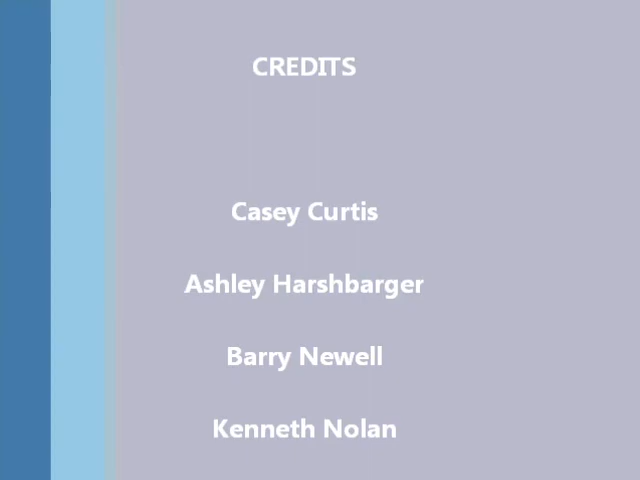 CREDITS
Casey Curtis
Ashley Harshbarger
Barry Newell
Kenneth Nolan